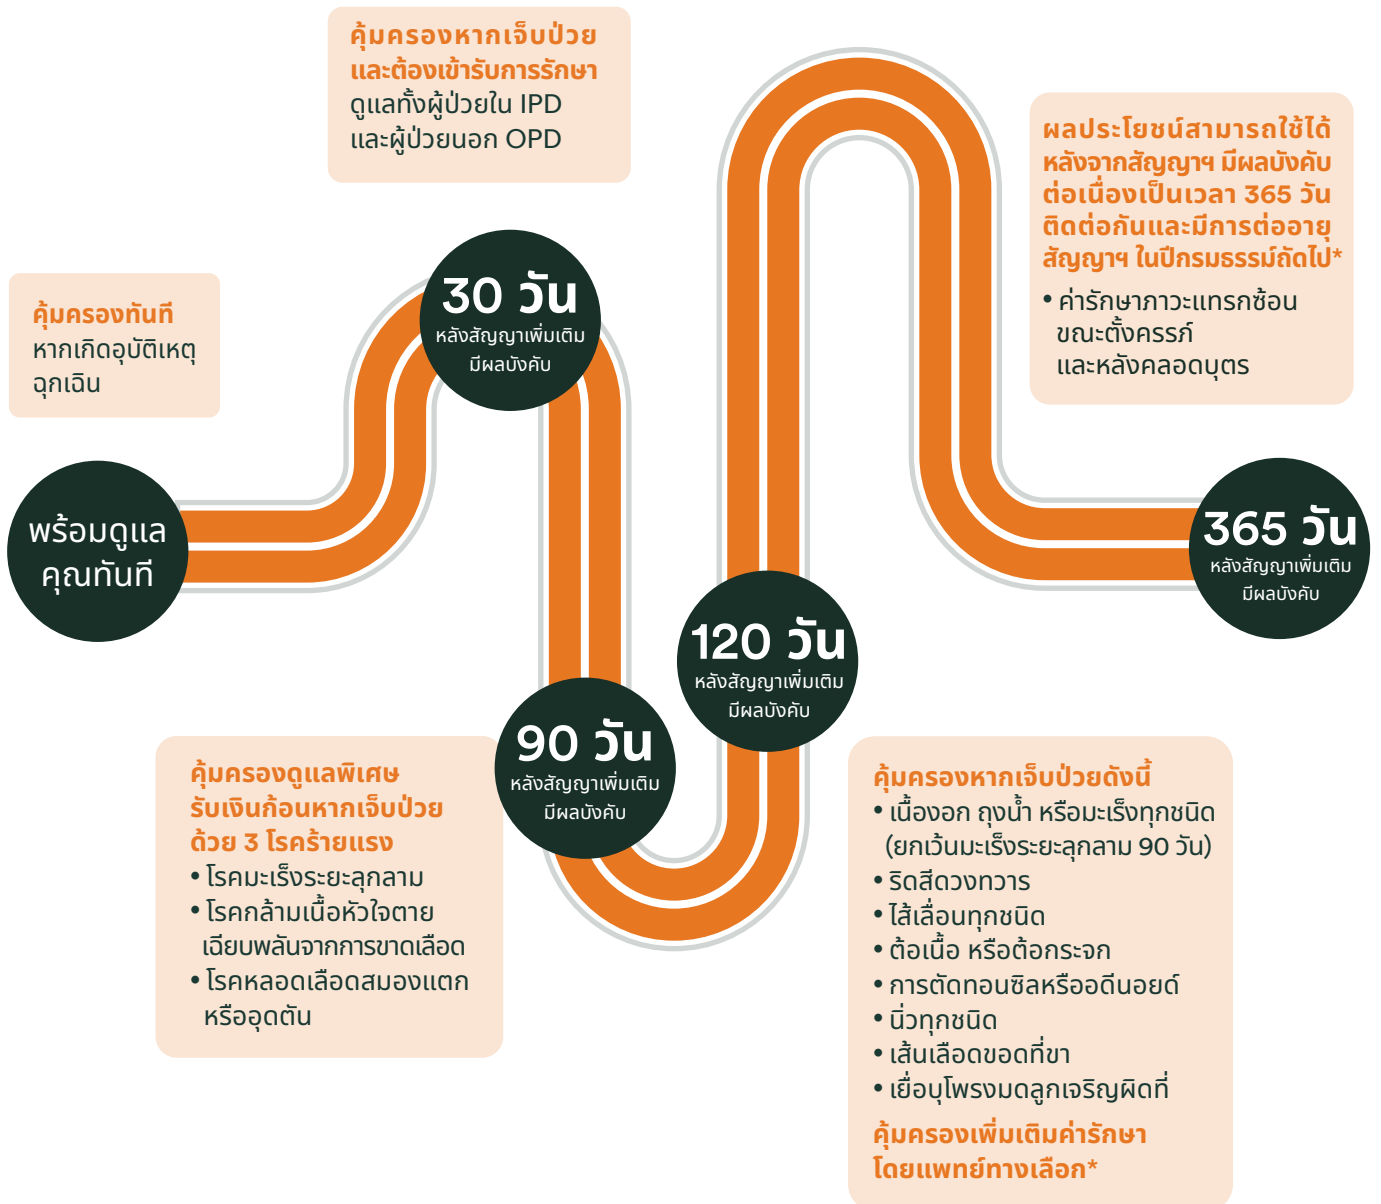 พร้อมดูแล
คุณทันที
คุ้มครองทันที
หากเกิดอุบัติเหตุ
ฉุกเฉิน
30 วัน
หลังสัญญาเพิ่มเติม
มีผลบังคับ
คุ้มครองหากเจ็บป่วย
และต้องเข้ารับการรักษา
ดูแลทั้งผู้ป่วยใน IPD
และผู้ป่วยนอก OPD
90 วัน
หลังสัญญาเพิ่มเติม
มีผลบังคับ
คุ้มครองดูแลพิเศษ
รับเงินก้อนหากเจ็บป่วย
ด้วย 3 โรคร้ายแรง
• โรคมะเร็งระยะลุกลาม
• โรคกล้ามเนื้อหัวใจตาย
เฉียบพลันจากการขาดเลือด
• โรคหลอดเลือดสมองแตก
หรืออุดตัน
120 วัน
หลังสัญญาเพิ่มเติม
มีผลบังคับ
คุ้มครองหากเจ็บป่วยดังนี้
• เนื้องอก ถุงน้ำ หรือมะเร็งทุกชนิด
(ยกเว้นมะเร็งระยะลุกลาม 90 วัน)
• ริดสีดวงทวาร
• ไส้เลื่อนทุกชนิด
• ต้อเนื้อ หรือต้อกระจก
• การตัดทอนซิลหรืออดีนอยด์
• นิ่วทุกชนิด
• เส้นเลือดขอดที่ขา
• เยื่อบุโพรงมดลูกเจริญผิดที่
คุ้มครองเพิ่มเติมค่ารักษา
โดยแพทย์ทางเลือก*
365 วัน
หลังสัญญาเพิ่มเติม
มีผลบังคับ
ผลประโยชน์สามารถใช้ได้
หลังจากสัญญาฯ มีผลบังคับ
ต่อเนื่องเป็นเวลา 365 วัน
ติดต่อกันและมีการต่ออายุ
สัญญาฯ ในปีกรมธรรม์ถัดไป*
• ค่ารักษาภาวะแทรกซ้อน
ขณะตั้งครรภ์
และหลังคลอดบุตร